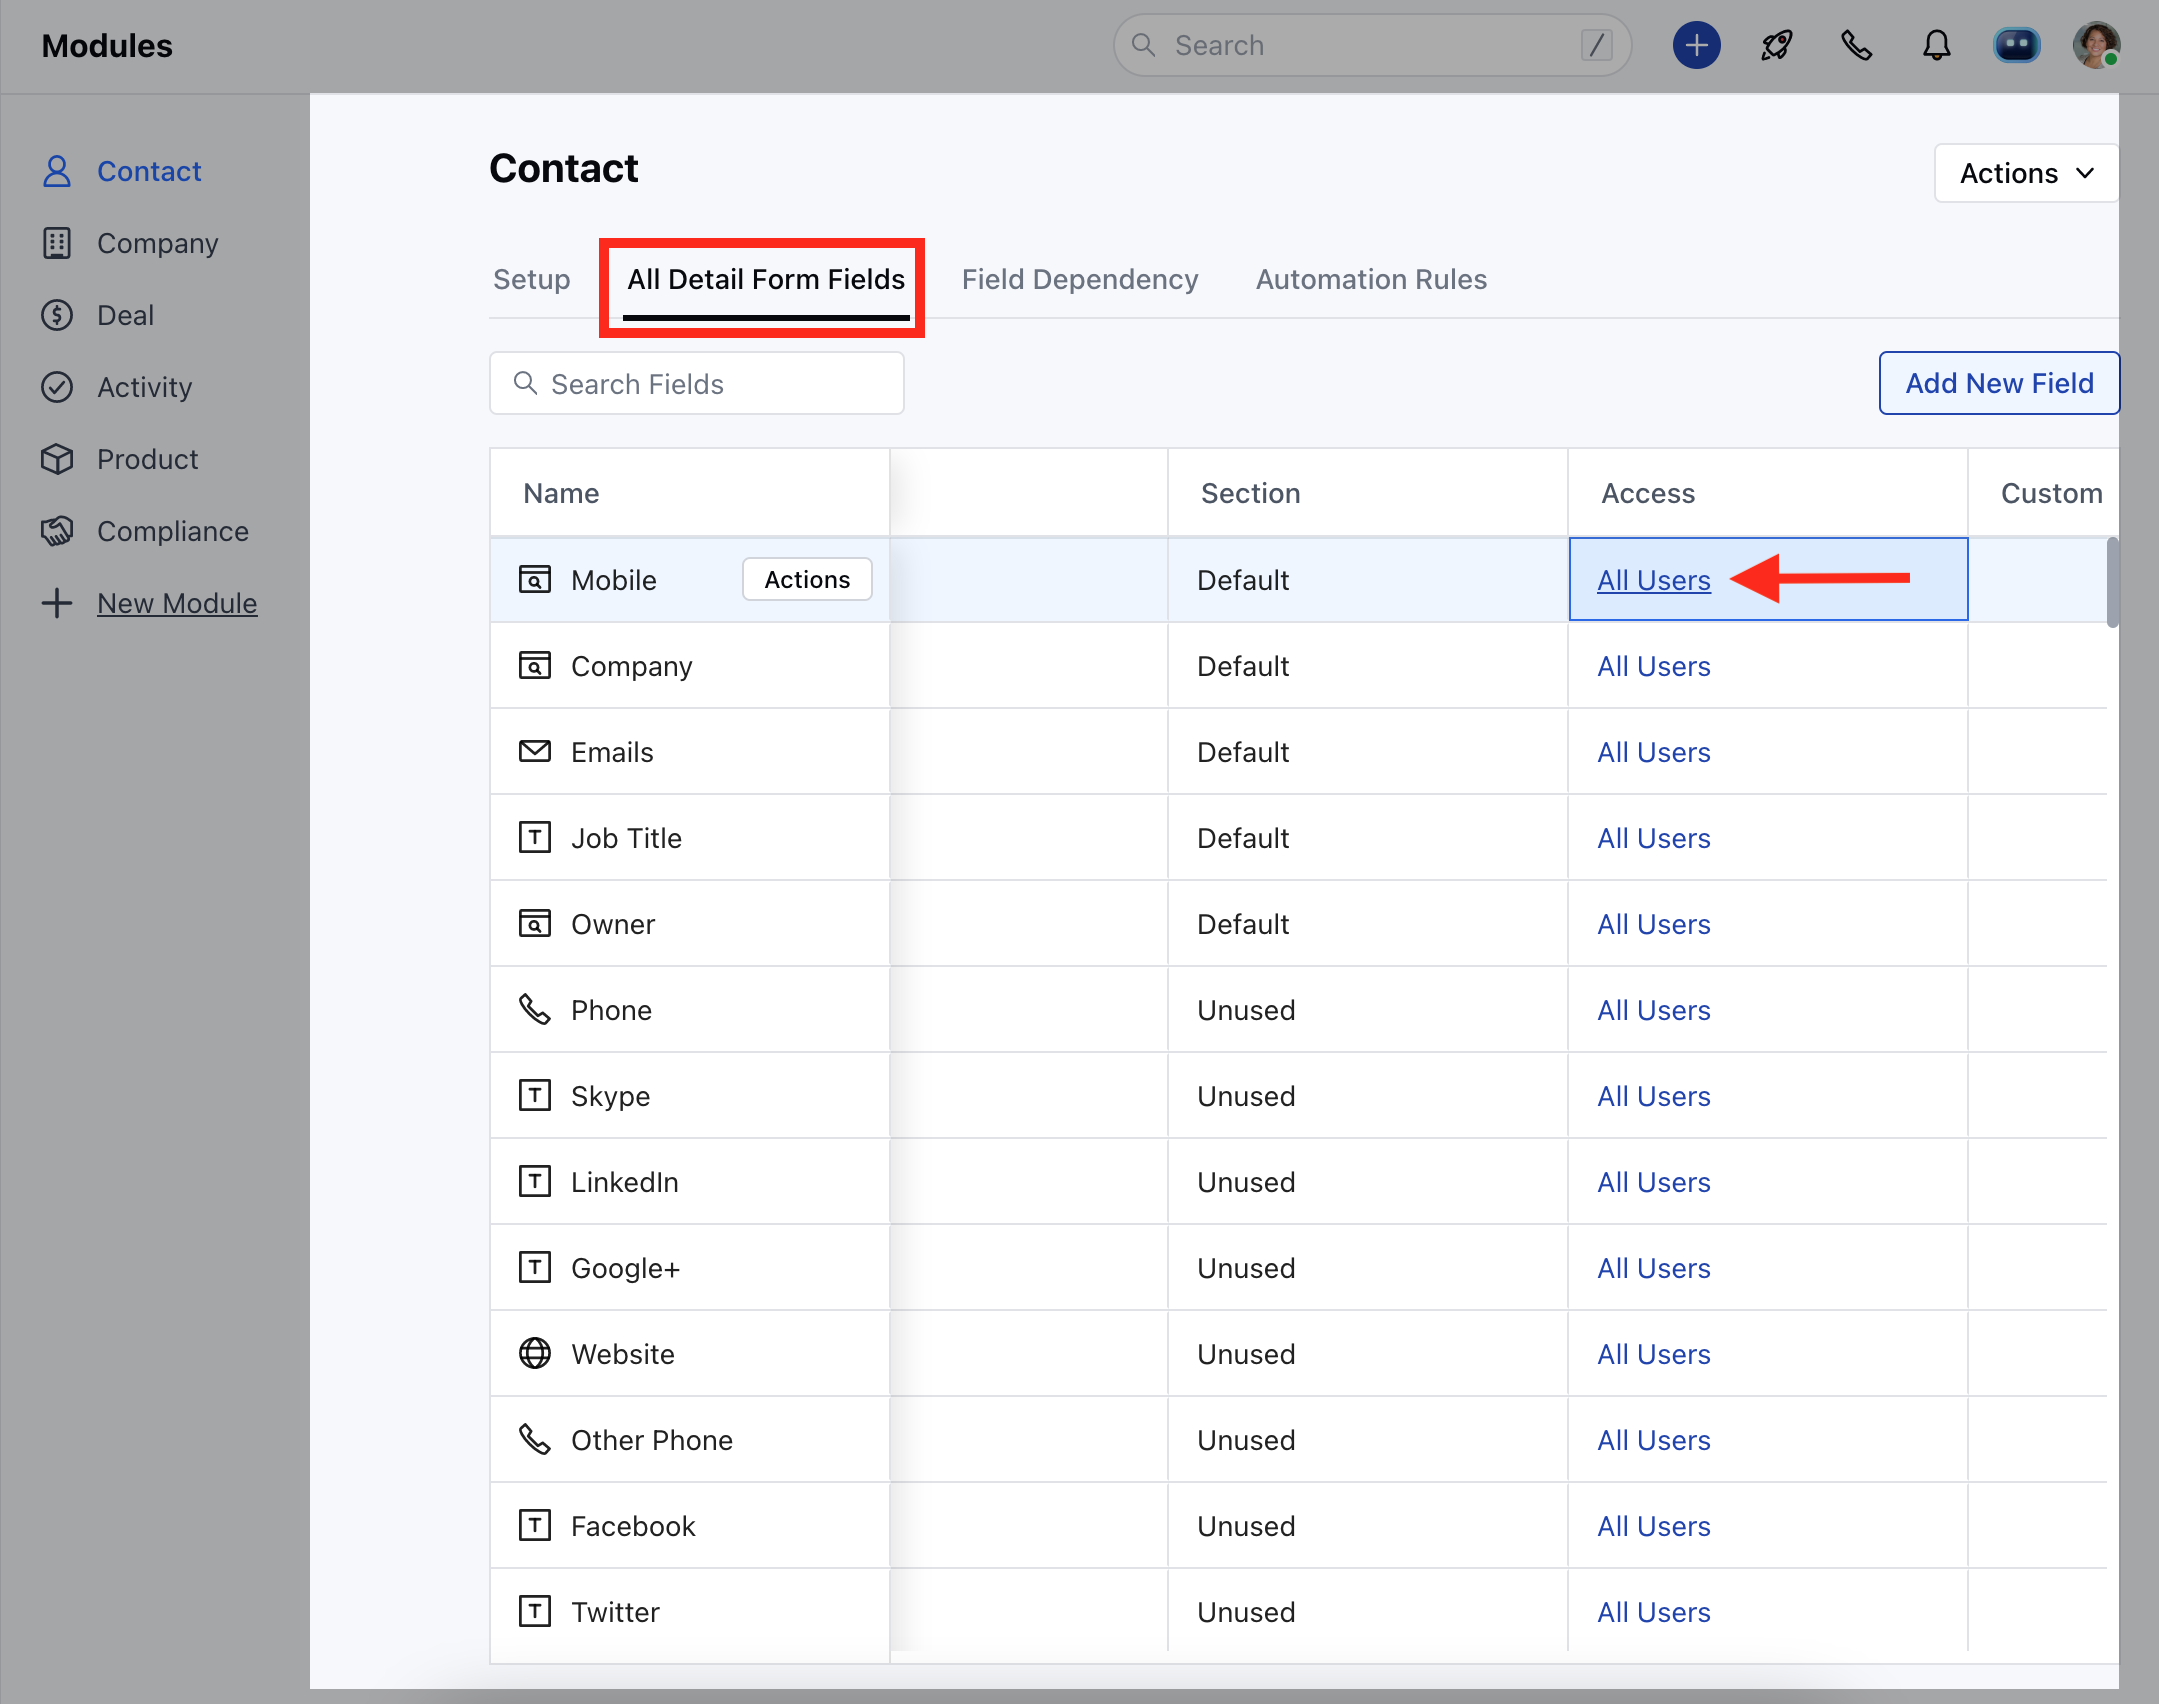 Modules
Search /
Contact
Company
Deal
Activity
Product
Compliance
New Module
Contact
Actions
Setup All Detail Form Fields Field Dependency Automation Rules
Search Fields
Add New Field
Name Section Access Custom
Mobile Actions Default All Users
Company Default All Users
Emails Default All Users
Job Title Default All Users
Owner Default All Users
Phone Unused All Users
Skype Unused All Users
LinkedIn Unused All Users
Google+ Unused All Users
Website Unused All Users
Other Phone Unused All Users
Facebook Unused All Users
Twitter Unused All Users